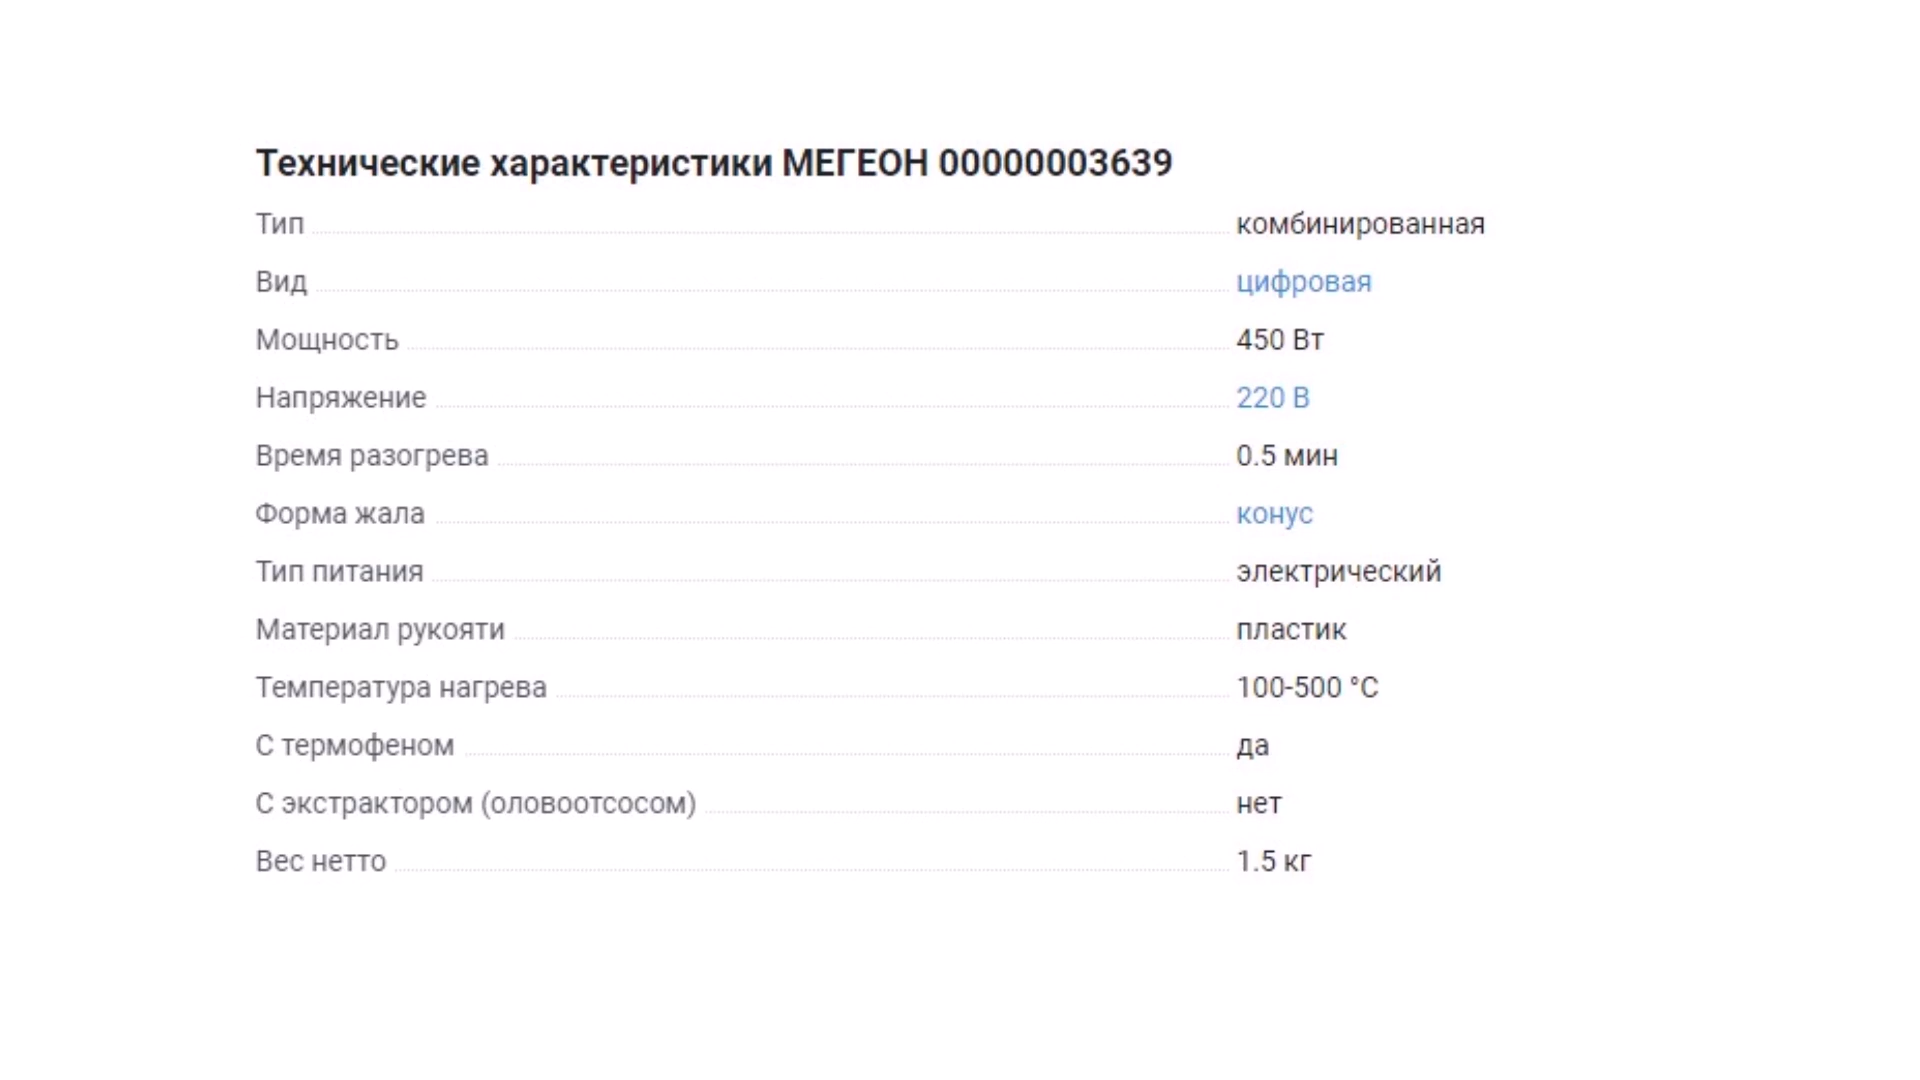 Технические характеристики МЕГЕОН 00000003639
Тип комбинированная
Вид цифровая
Мощность 450 Вт
Напряжение 220 В
Время разогрева 0.5 мин
Форма жала конус
Тип питания электрический
Материал рукояти пластик
Температура нагрева 100-500 °C
С термофеном да
С экстрактором (оловоотсосом) нет
Вес нетто 1.5 кг